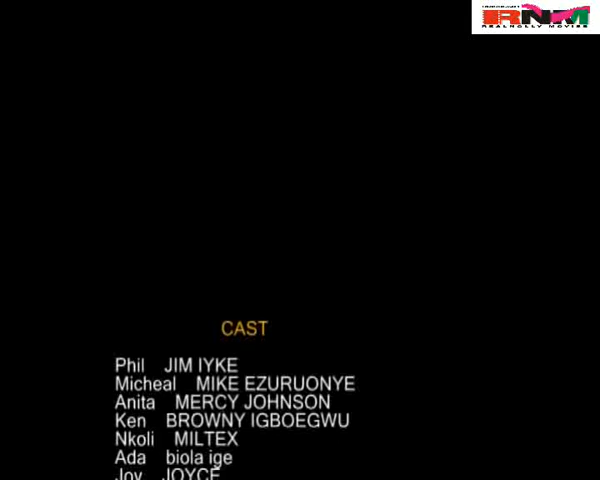 RNM
REALNOLLY MOVIES
CAST
Phil JIM IYKE
Micheal MIKE EZURUONYE
Anita MERCY JOHNSON
Ken BROWNY IGBOEGWU
Nkoli MILTEX
Ada biola ige
Joy JOYCE